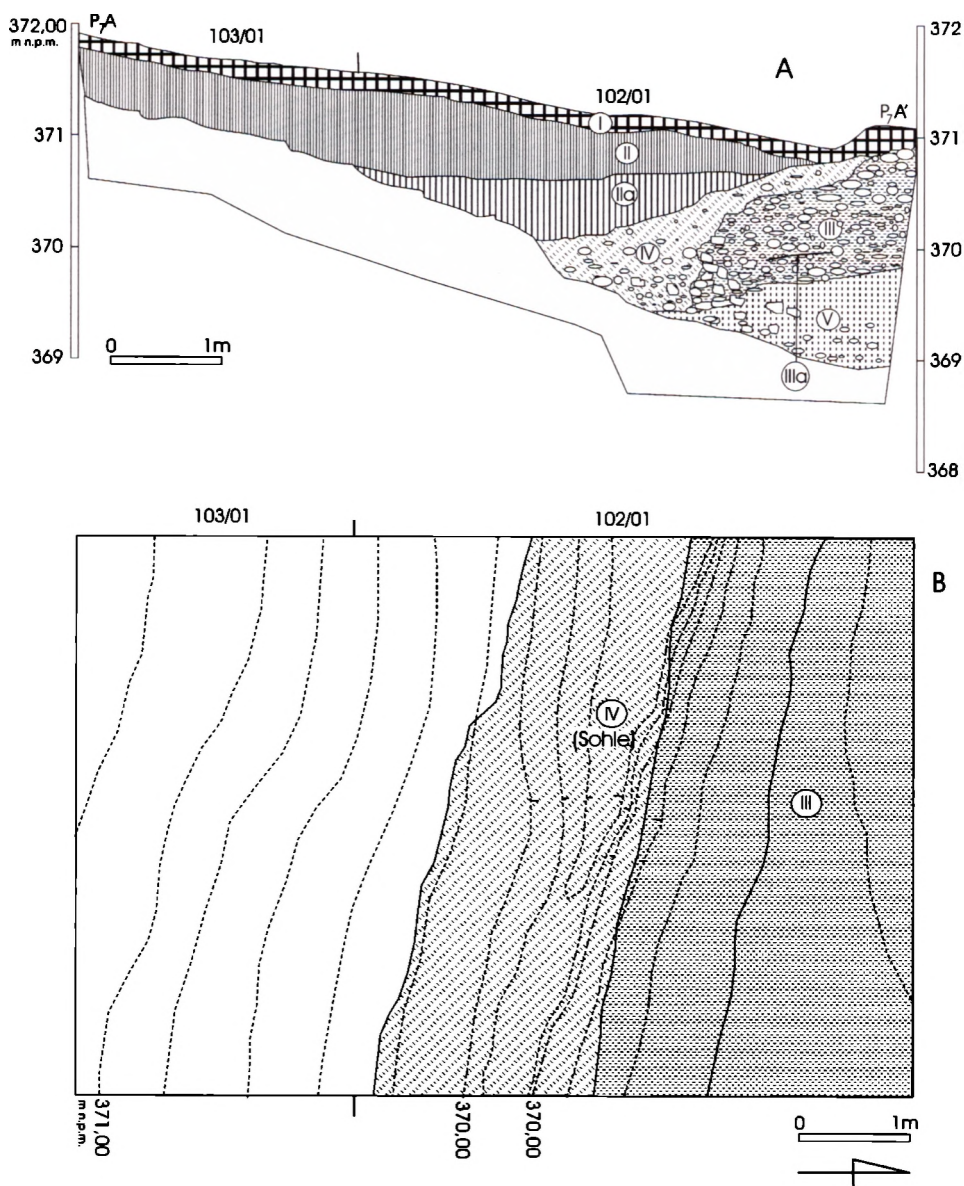 372,00
m n.p.m.
P₇A
103/01
A
372
102/01
P₇A'
371
I
371
II
IIa
III
370
IV
370
V
369
0 1m
IIIa
369
368
103/01
102/01
B
IV
(Sohle)
III
371,00
m n.p.m.
370,00
370,00
0 1m